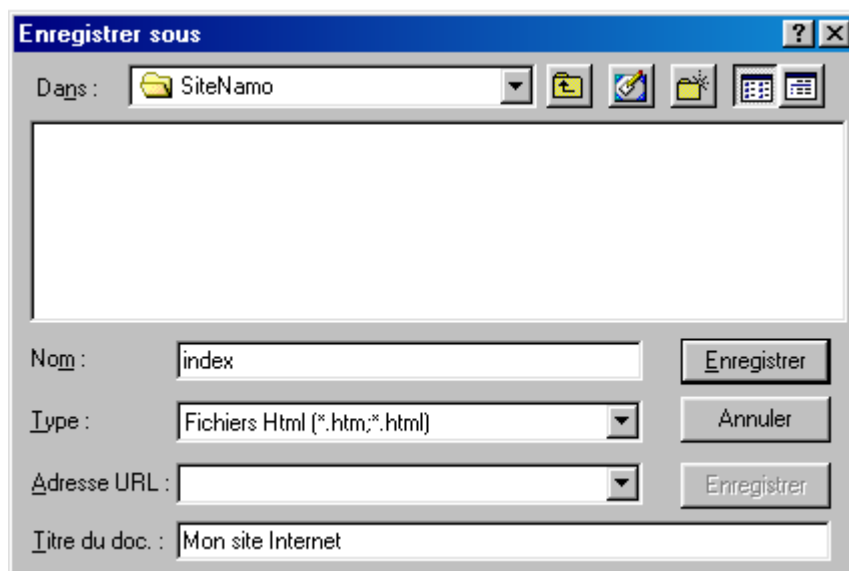 Enregistrer sous
Dans : SiteNamo
Nom : index Enregistrer
Type : Fichiers Html (*.htm;*.html) Annuler
Adresse URL : Enregistrer
Titre du doc. : Mon site Internet